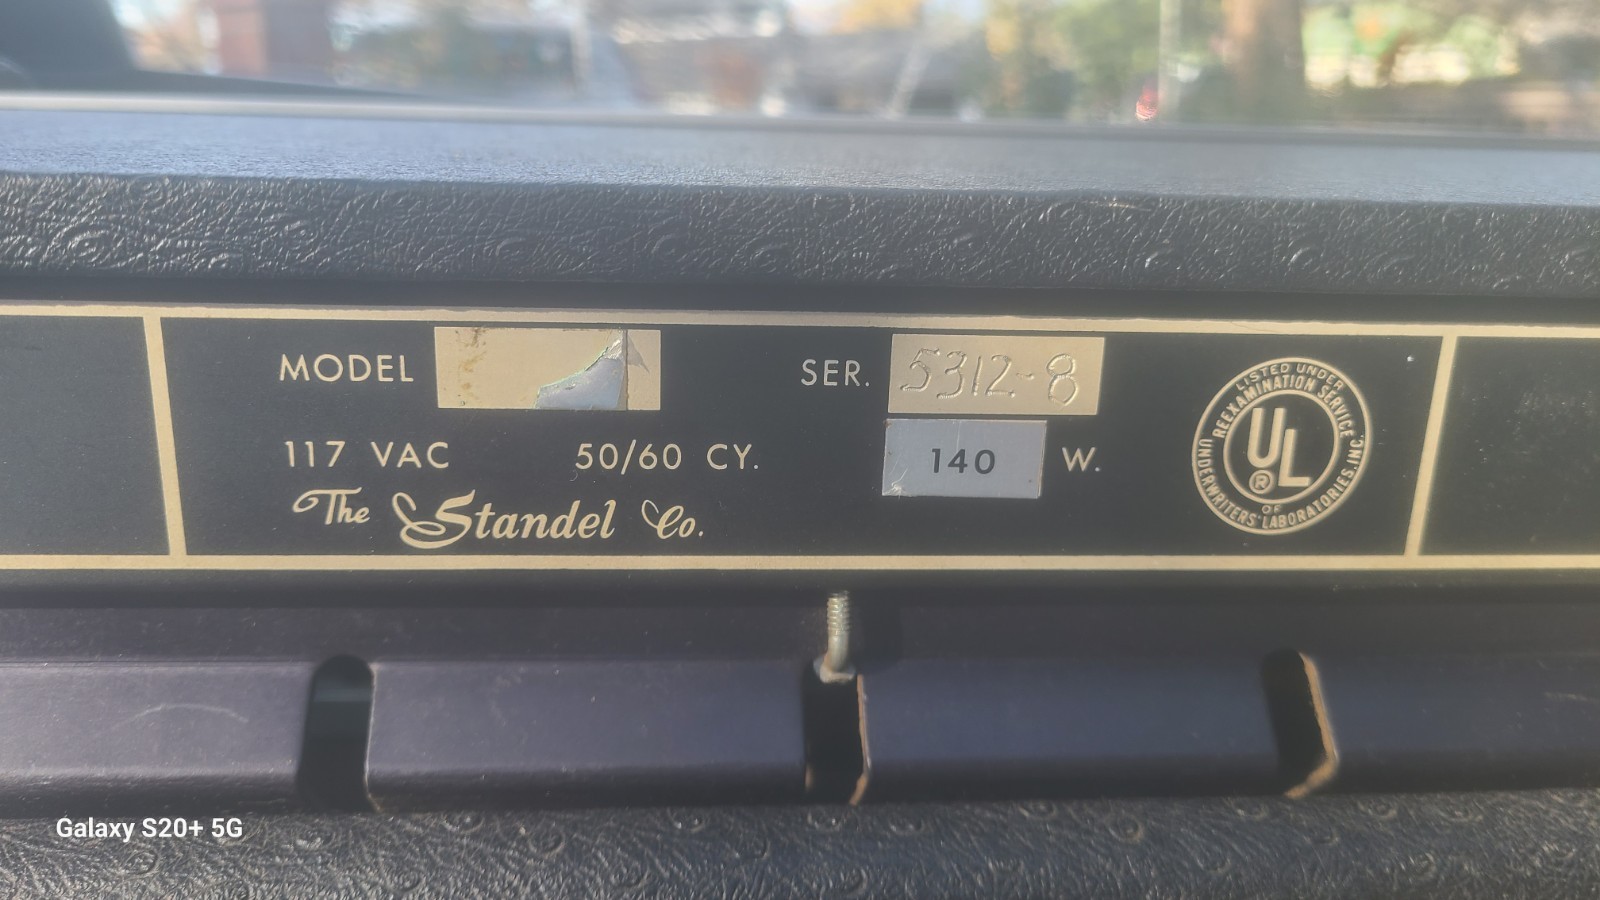 MODEL
SER. 5312-8
117 VAC 50/60 CY. 140 W.
The Standel Co.
LISTED UNDER
REEXAMINATION SERVICE
UL
®
OF
UNDERWRITERS' LABORATORIES, INC.
Galaxy S20+ 5G